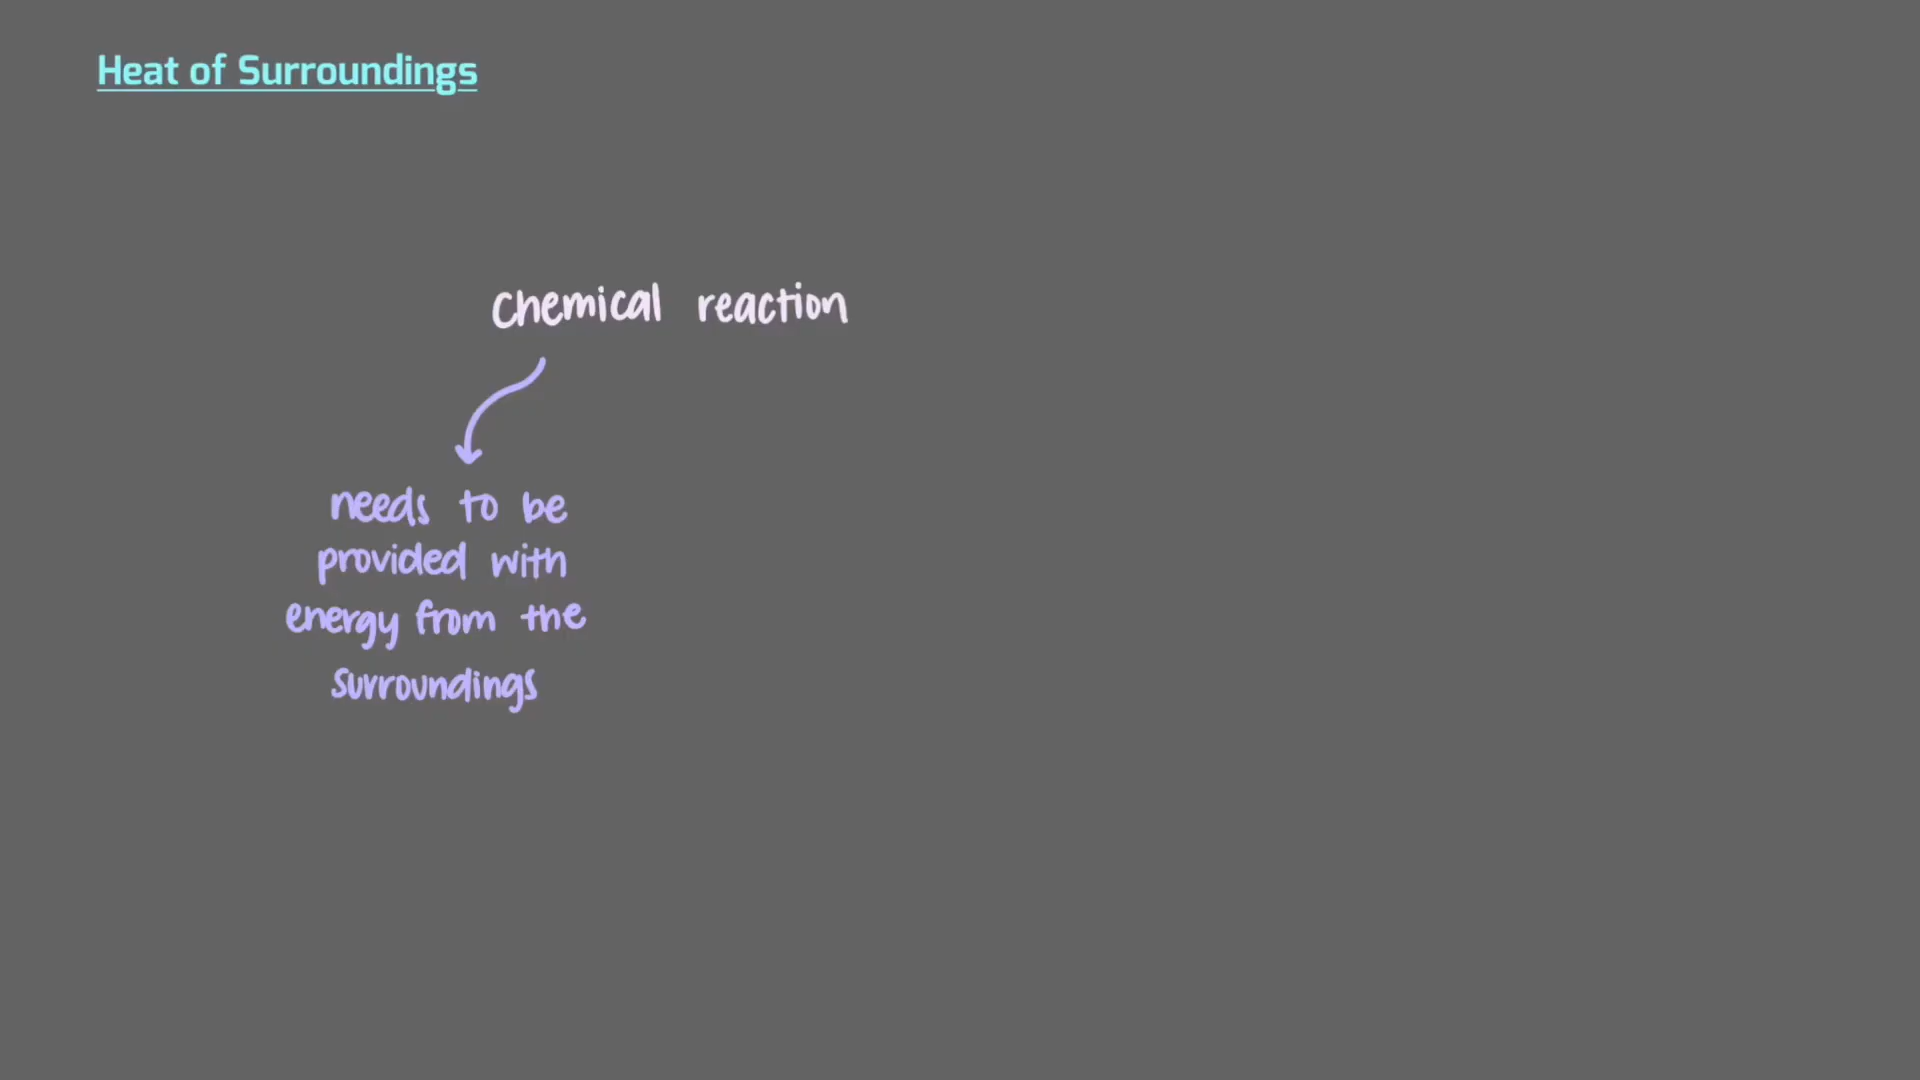 Heat of Surroundings
chemical reaction
needs to be
provided with
energy from the
surroundings